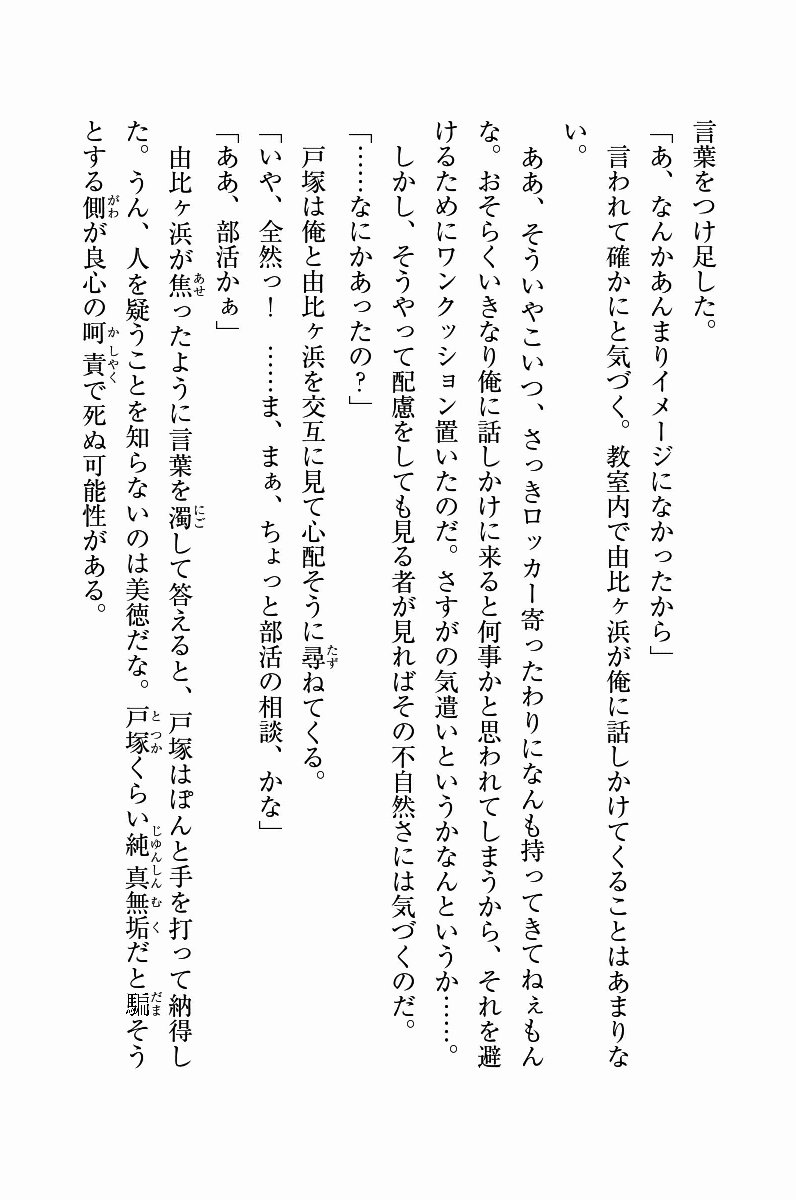 言葉をつけ足した。
「あ、なんかあんまりイメージになかったから」
言われて確かにと気づく。教室内で由比ヶ浜が俺に話しかけてくることはあまりな
い。
ああ、そういやこいつ、さっきロッカー寄ったわりになんも持ってきてねぇもん
な。おそらくいきなり俺に話しかけに来ると何事かと思われてしまうから、それを避
けるためにワンクッション置いたのだ。さすがの気遣いというかなんというか……。
しかし、そうやって配慮をしても見る者が見ればその不自然さには気づくのだ。
「……なにかあったの？」
戸塚は俺と由比ヶ浜を交互に見て心配そうに尋ねてくる。
「いや、全然っ！　……ま、まぁ、ちょっと部活の相談、かな」
「ああ、部活かぁ」
由比ヶ浜が焦ったように言葉を濁して答えると、戸塚はぽんと手を打って納得し
た。うん、人を疑うことを知らないのは美徳だな。戸塚くらい純真無垢だと騙そう
とする側が良心の呵責で死ぬ可能性がある。